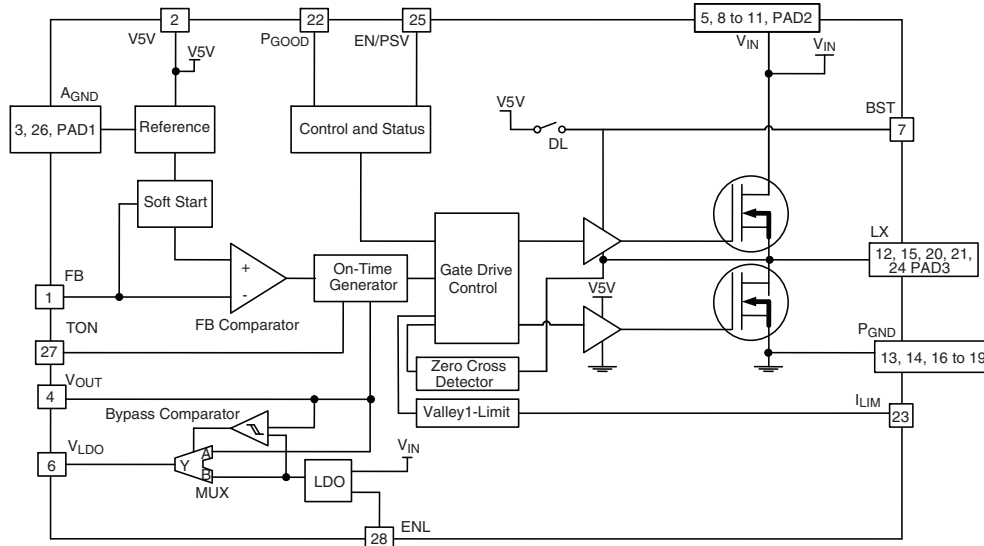 2
22
25
5, 8 to 11, PAD2
V5V
PGOOD
EN/PSV
VIN
VIN
V5V
AGND
3, 26, PAD1
Reference
Control and Status
V5V
DL
BST
7
Soft Start
LX
12, 15, 20, 21,
24 PAD3
FB
1
+
-
FB Comparator
On-Time
Generator
Gate Drive
Control
V5V
TON
27
PGND
13, 14, 16 to 19
Zero Cross
Detector
VOUT
4
Bypass Comparator
Valley1-Limit
ILIM
23
VLDO
6
Y
A
B
MUX
LDO
VIN
28
ENL